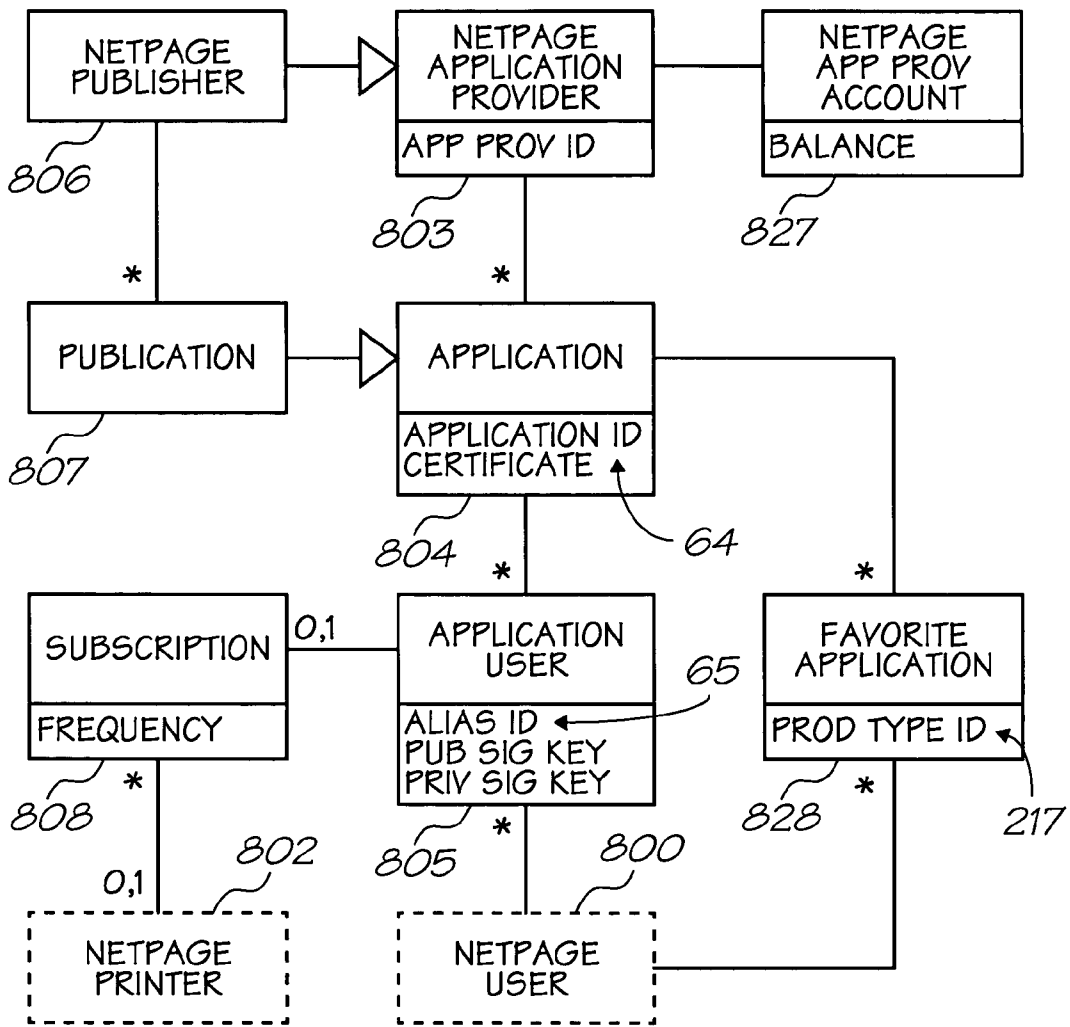 NETPAGE
PUBLISHER
806
NETPAGE
APPLICATION
PROVIDER
APP PROV ID
803
NETPAGE
APP PROV
ACCOUNT
BALANCE
827
*
*
PUBLICATION
807
APPLICATION
APPLICATION ID
CERTIFICATE
804
64
*
*
SUBSCRIPTION
FREQUENCY
808
0,1
APPLICATION
USER
ALIAS ID
PUB SIG KEY
PRIV SIG KEY
805
65
FAVORITE
APPLICATION
PROD TYPE ID
828
217
*
*
*
0,1
802
NETPAGE
PRINTER
800
NETPAGE
USER